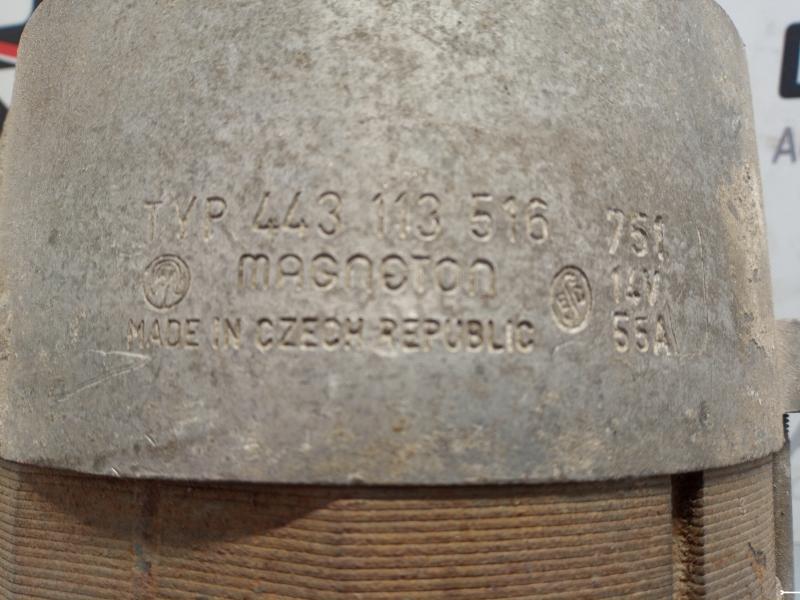 TYP 443 113 516 751
MAGNETON 14V
MADE IN CZECH REPUBLIC 55A